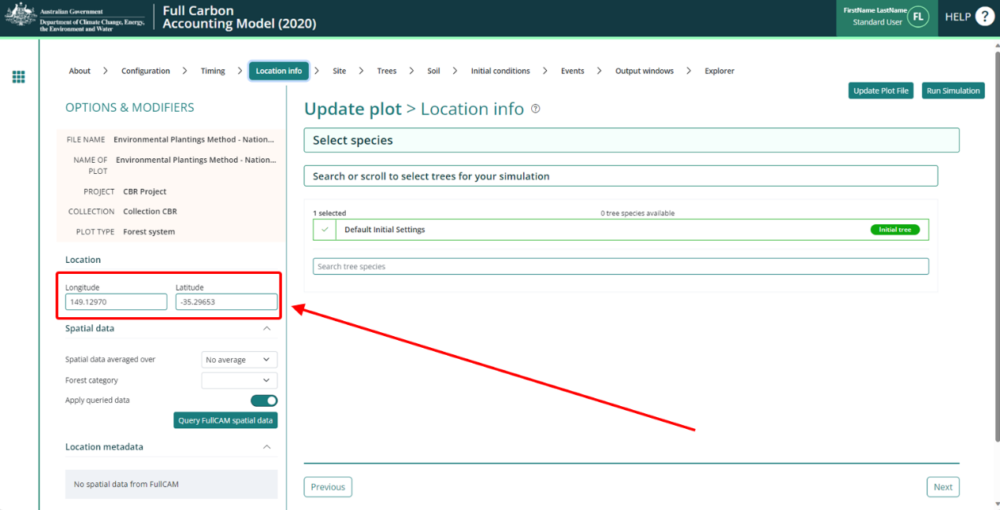 Australian Government
Department of Climate Change, Energy,
the Environment and Water
Full Carbon
Accounting Model (2020)
FirstName LastName
Standard User
FL
HELP ?
About > Configuration > Timing > Location info > Site > Trees > Soil > Initial conditions > Events > Output windows > Explorer
Update Plot File Run Simulation
OPTIONS & MODIFIERS
FILE NAME Environmental Plantings Method - Nation...
NAME OF PLOT Environmental Plantings Method - Nation...
PROJECT CBR Project
COLLECTION Collection CBR
PLOT TYPE Forest system
Location
Longitude Latitude
149.12970 -35.29653
Spatial data
Spatial data averaged over No average
Forest category
Apply queried data
Query FullCAM spatial data
Location metadata
No spatial data from FullCAM
Update plot > Location info ?
Select species
Search or scroll to select trees for your simulation
1 selected 0 tree species available
Default Initial Settings Initial tree
Search tree species
Previous Next